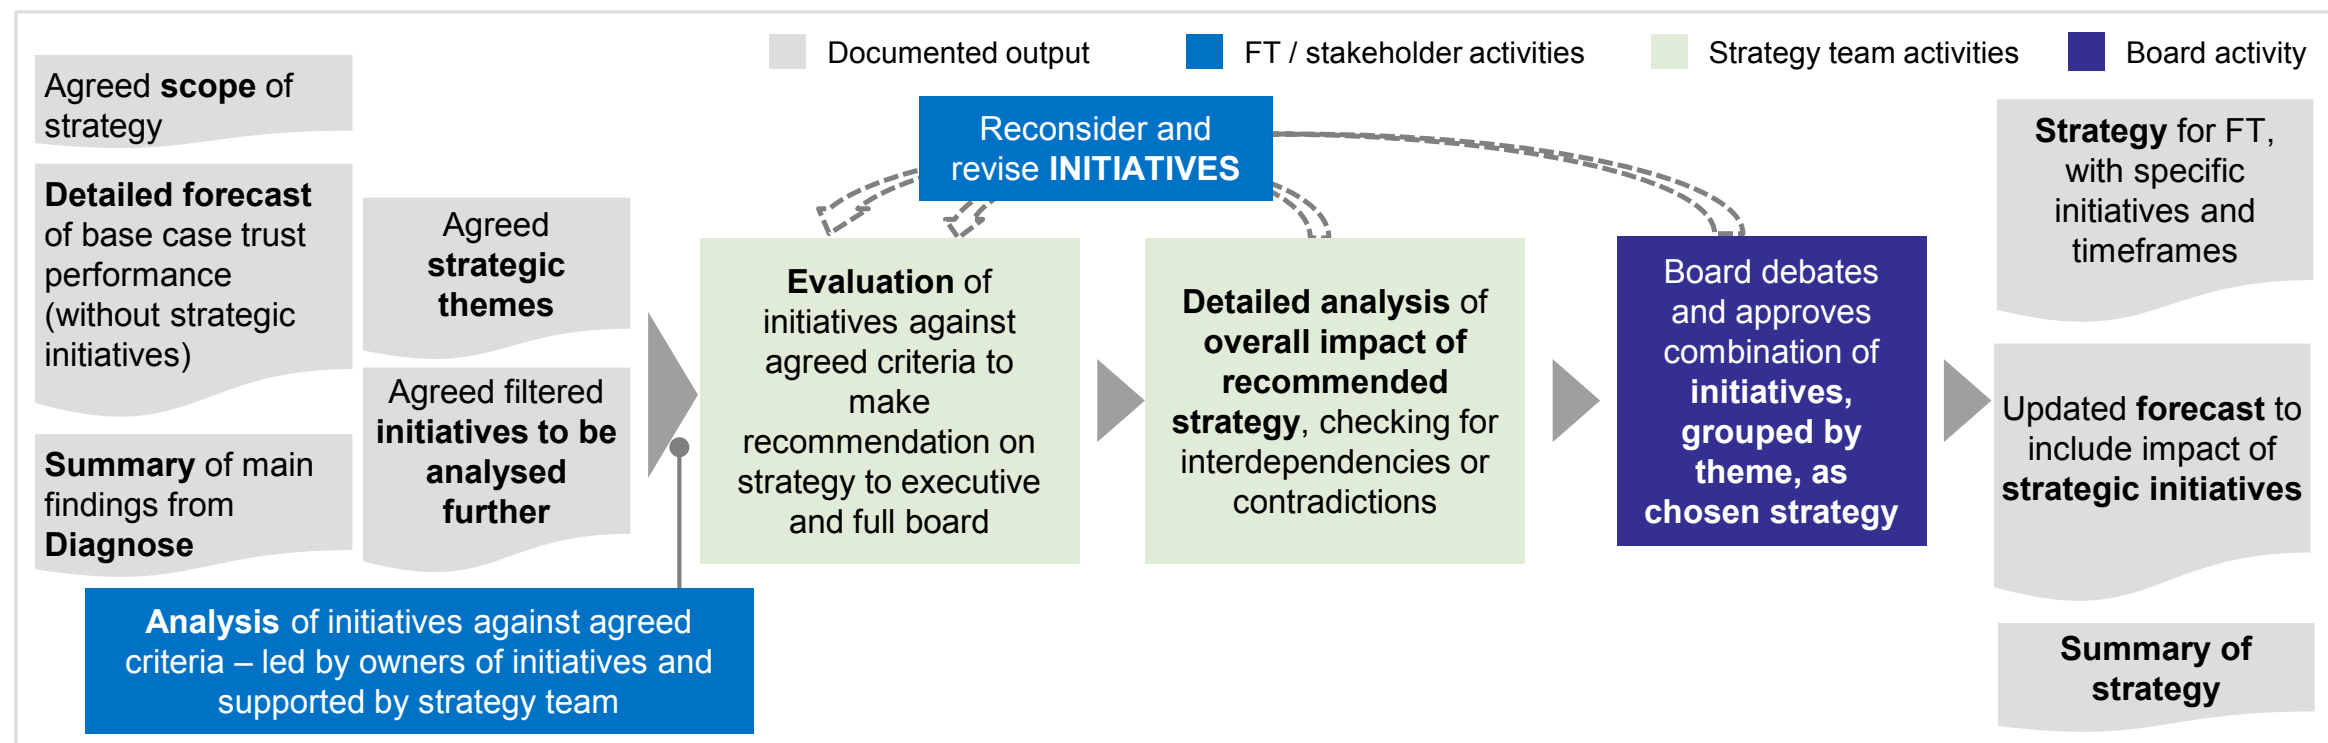 Documented output
FT / stakeholder activities
Strategy team activities
Board activity
Agreed scope of
strategy
Detailed forecast
of base case trust
performance
(without strategic
initiatives)
Summary of main
findings from
Diagnose
Agreed
strategic
themes
Agreed filtered
initiatives to be
analysed
further
Analysis of initiatives against agreed
criteria – led by owners of initiatives and
supported by strategy team
Reconsider and
revise INITIATIVES
Evaluation of
initiatives against
agreed criteria to
make
recommendation on
strategy to executive
and full board
Detailed analysis of
overall impact of
recommended
strategy, checking for
interdependencies or
contradictions
Board debates
and approves
combination of
initiatives,
grouped by
theme, as
chosen strategy
Strategy for FT,
with specific
initiatives and
timeframes
Updated forecast to
include impact of
strategic initiatives
Summary of
strategy